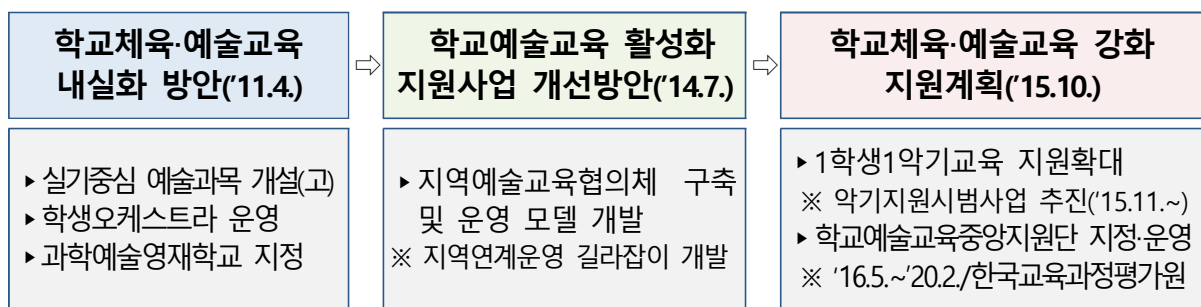 학교체육·예술교육
내실화 방안(’11.4.)
▸실기중심 예술과목 개설(고)
▸학생오케스트라 운영
▸과학예술영재학교 지정
⇨
학교예술교육 활성화
지원사업 개선방안(’14.7.)
▸지역예술교육협의체 구축
및 운영 모델 개발
※ 지역연계운영 길라잡이 개발
⇨
학교체육·예술교육 강화
지원계획(’15.10.)
▸1학생1악기교육 지원확대
※ 악기지원시범사업 추진(‘15.11.~)
▸학교예술교육중앙지원단 지정·운영
※ '16.5.~’20.2./한국교육과정평가원